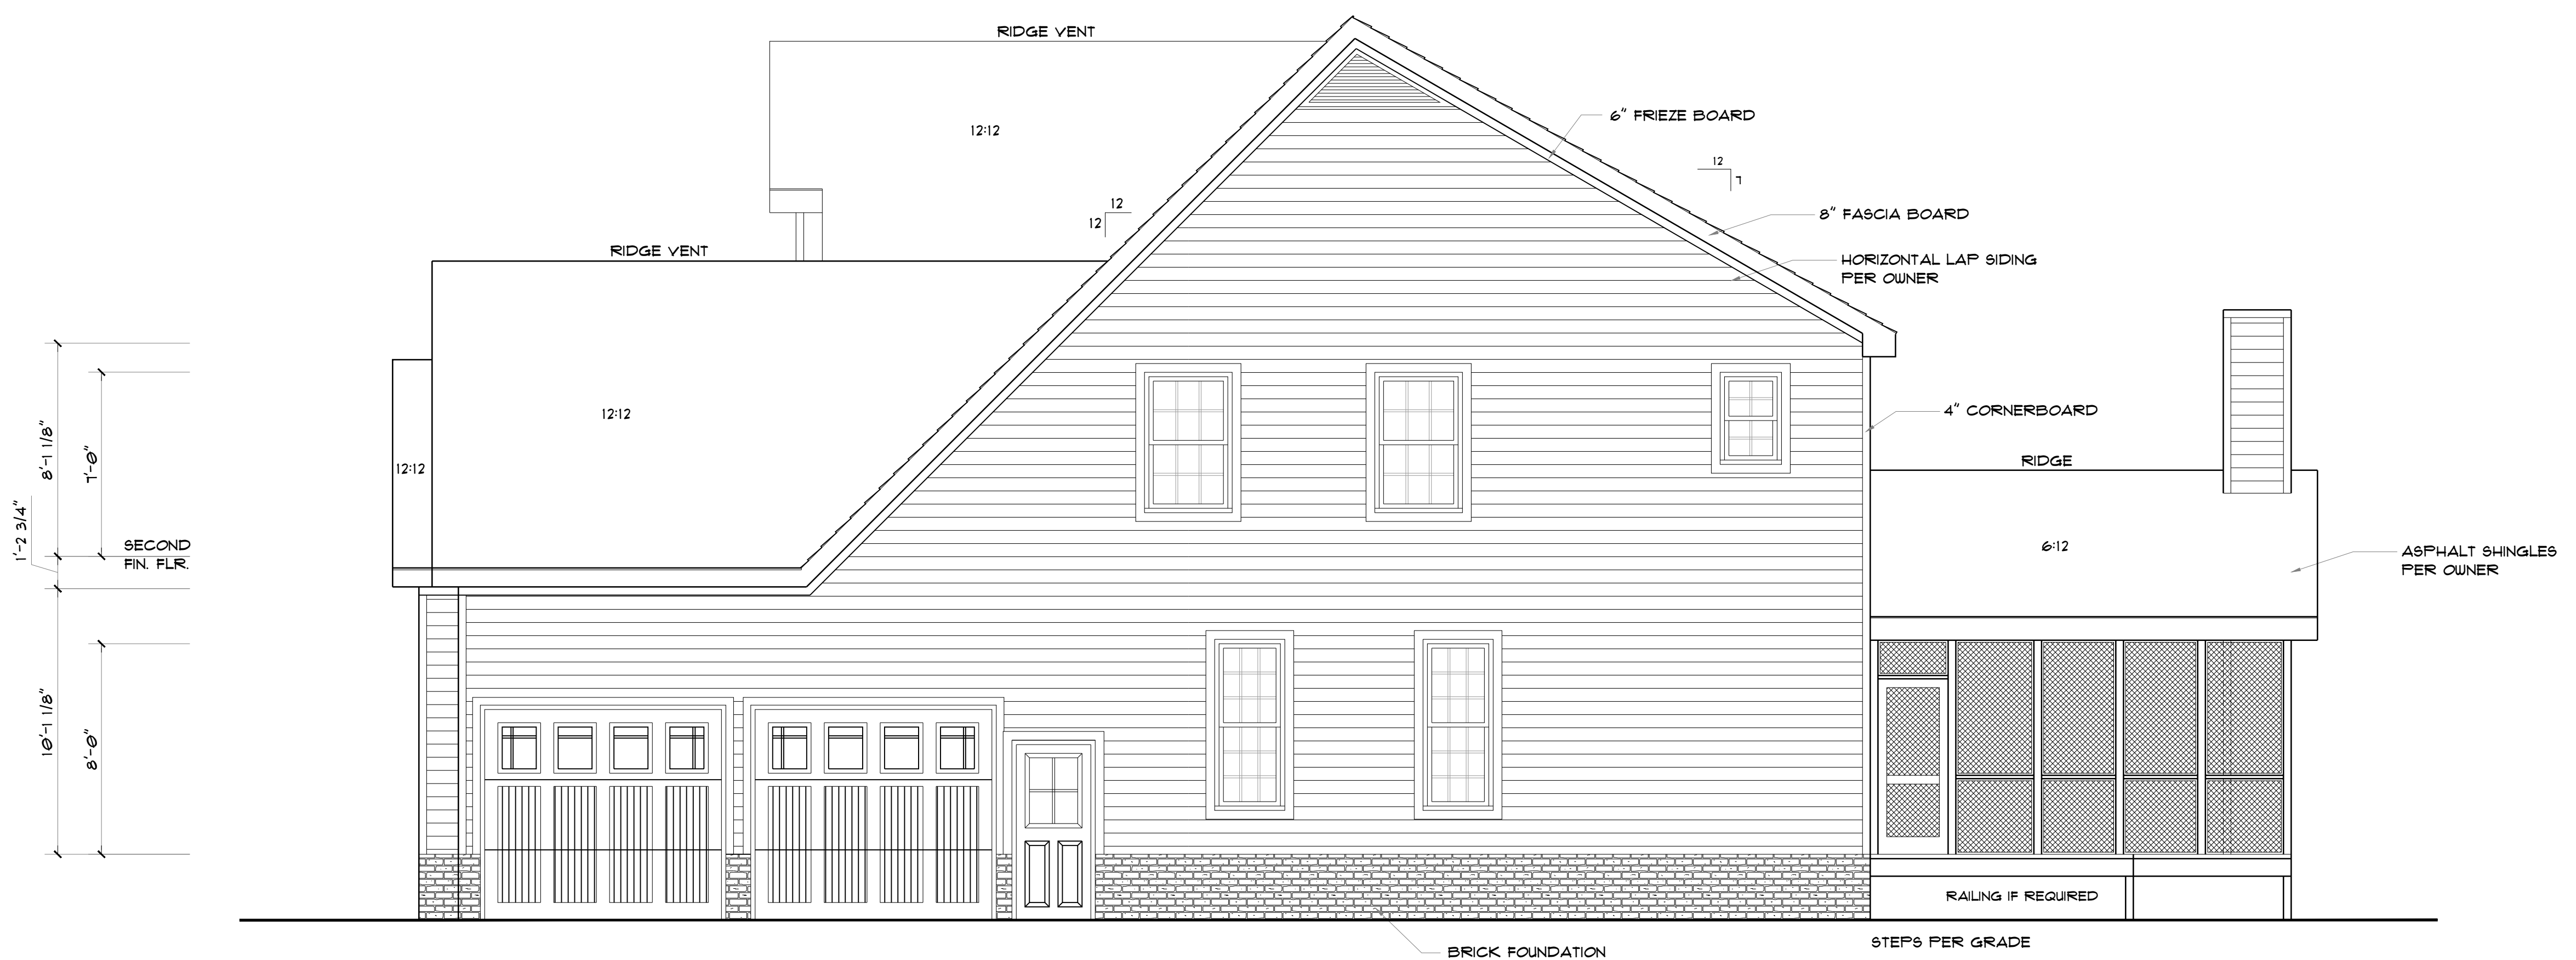 RIDGE VENT
6" FRIEZE BOARD
12:12
12
7
12
12
8" FASCIA BOARD
RIDGE VENT
HORIZONTAL LAP SIDING
PER OWNER
12:12
4" CORNERBOARD
8'-1 1/8"
7'-0"
12:12
RIDGE
1'-2 3/4"
SECOND
FIN. FLR.
6:12
ASPHALT SHINGLES
PER OWNER
10'-1 1/8"
8'-0"
RAILING IF REQUIRED
STEPS PER GRADE
BRICK FOUNDATION